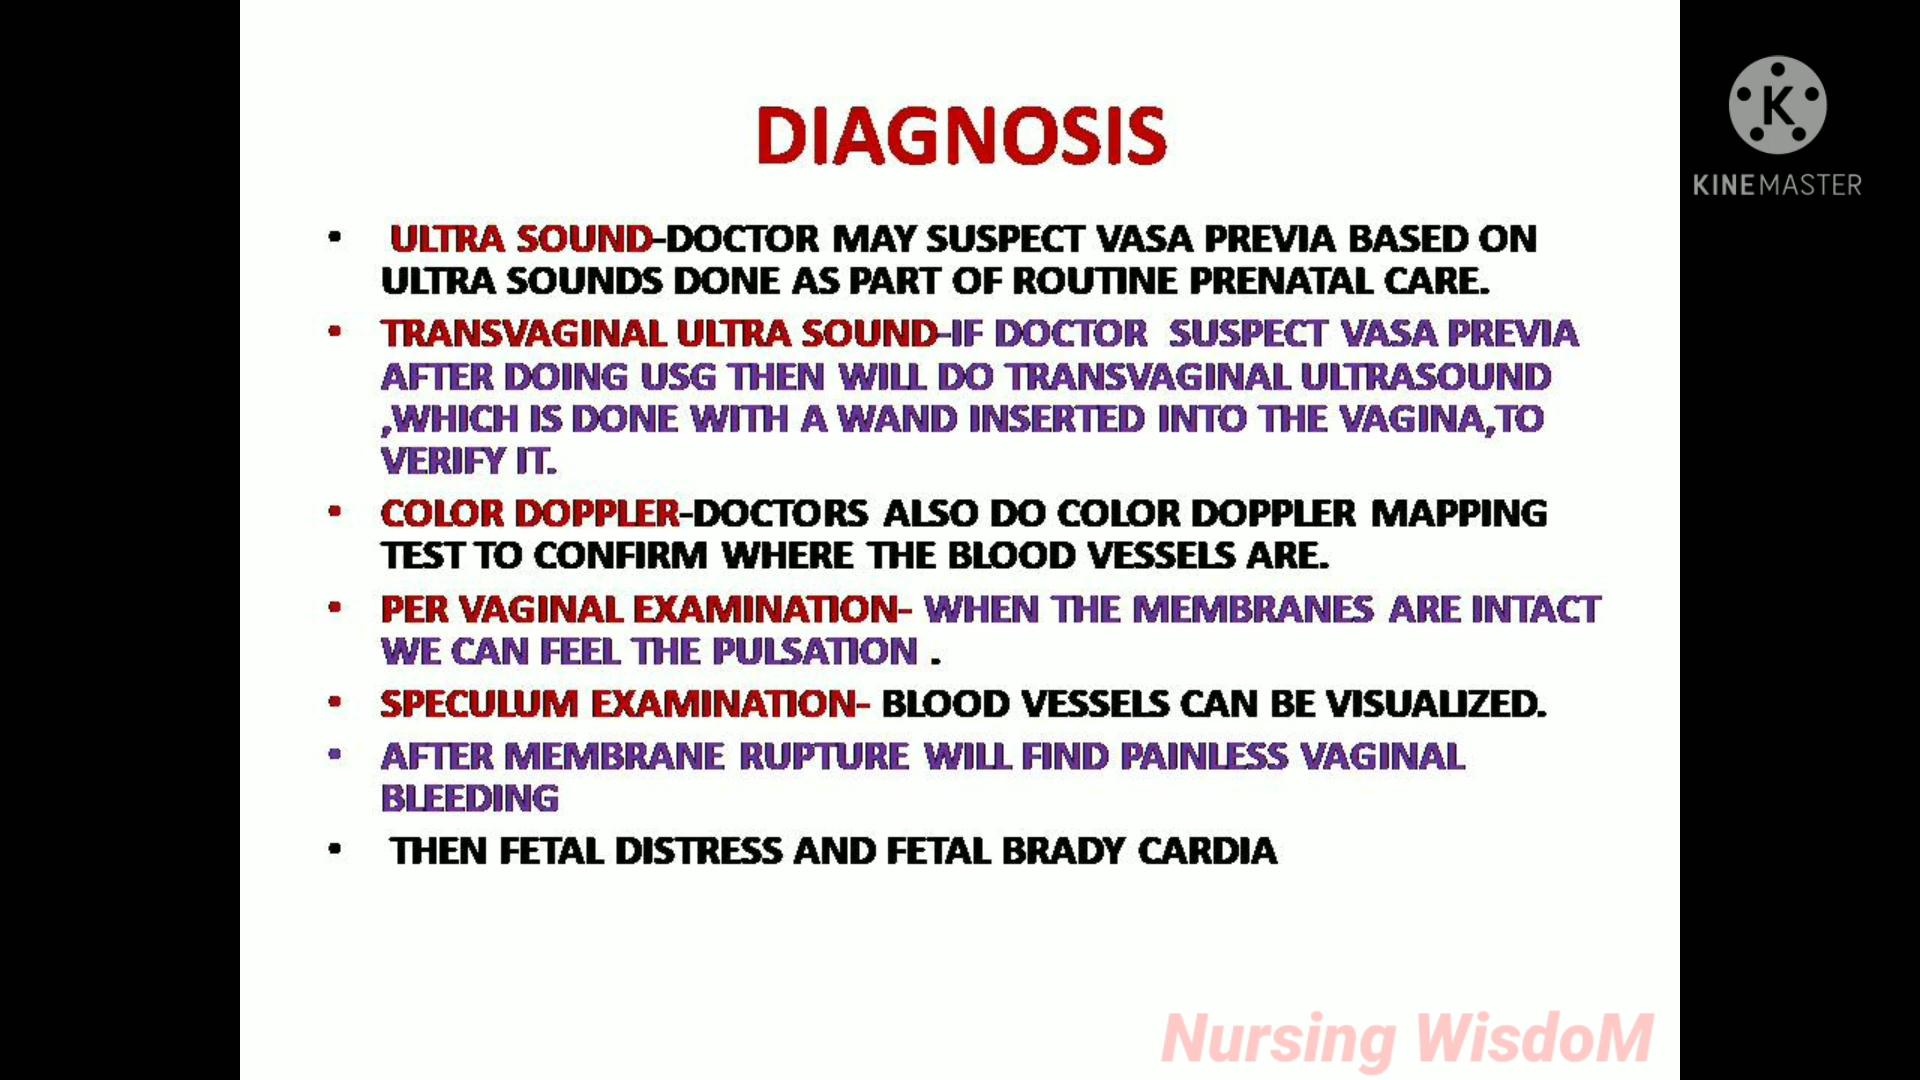 DIAGNOSIS
K
KINEMASTER
• ULTRA SOUND-DOCTOR MAY SUSPECT VASA PREVIA BASED ON
ULTRA SOUNDS DONE AS PART OF ROUTINE PRENATAL CARE.
• TRANSVAGINAL ULTRA SOUND-IF DOCTOR SUSPECT VASA PREVIA
AFTER DOING USG THEN WILL DO TRANSVAGINAL ULTRASOUND
,WHICH IS DONE WITH A WAND INSERTED INTO THE VAGINA,TO
VERIFY IT.
• COLOR DOPPLER-DOCTORS ALSO DO COLOR DOPPLER MAPPING
TEST TO CONFIRM WHERE THE BLOOD VESSELS ARE.
• PER VAGINAL EXAMINATION- WHEN THE MEMBRANES ARE INTACT
WE CAN FEEL THE PULSATION .
• SPECULUM EXAMINATION- BLOOD VESSELS CAN BE VISUALIZED.
• AFTER MEMBRANE RUPTURE WILL FIND PAINLESS VAGINAL
BLEEDING
• THEN FETAL DISTRESS AND FETAL BRADY CARDIA
Nursing WisdoM